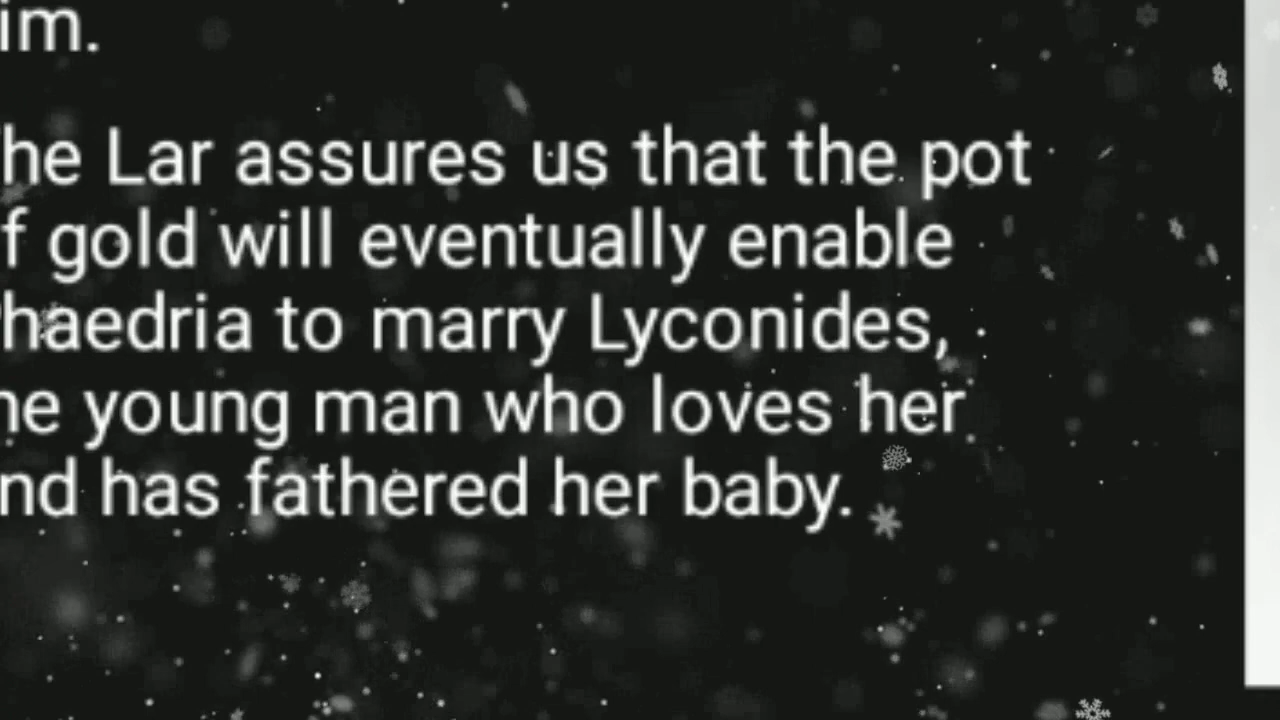 im.
he Lar assures us that the pot
f gold will eventually enable
haedria to marry Lyconides,
he young man who loves her
nd has fathered her baby.